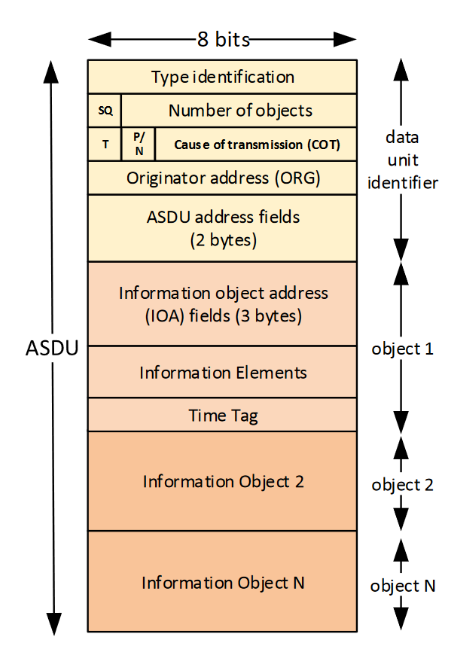 8 bits
Type identification
SQ
Number of objects
T
P/
N
Cause of transmission (COT)
Originator address (ORG)
ASDU address fields
(2 bytes)
data
unit
identifier
Information object address
(IOA) fields (3 bytes)
Information Elements
Time Tag
ASDU
object 1
Information Object 2
object 2
Information Object N
object N